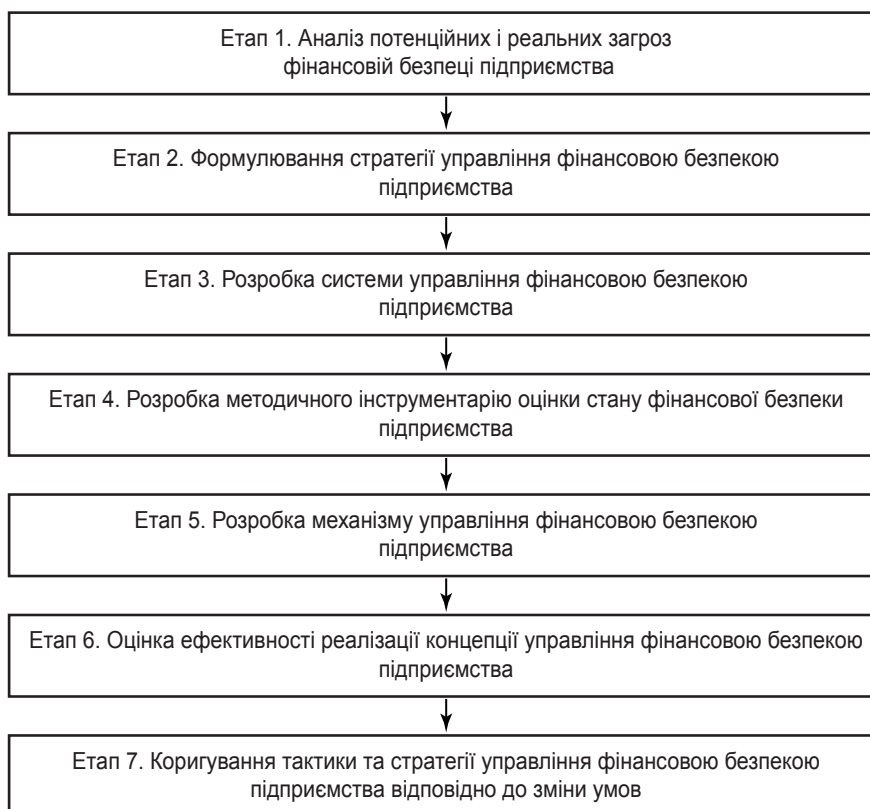 Етап 1. Аналіз потенційних і реальних загроз
фінансовій безпеці підприємства
Етап 2. Формулювання стратегії управління фінансовою безпекою
підприємства
Етап 3. Розробка системи управління фінансовою безпекою
підприємства
Етап 4. Розробка методичного інструментарію оцінки стану фінансової безпеки
підприємства
Етап 5. Розробка механізму управління фінансовою безпекою
підприємства
Етап 6. Оцінка ефективності реалізації концепції управління фінансовою безпекою
підприємства
Етап 7. Коригування тактики та стратегії управління фінансовою безпекою
підприємства відповідно до зміни умов